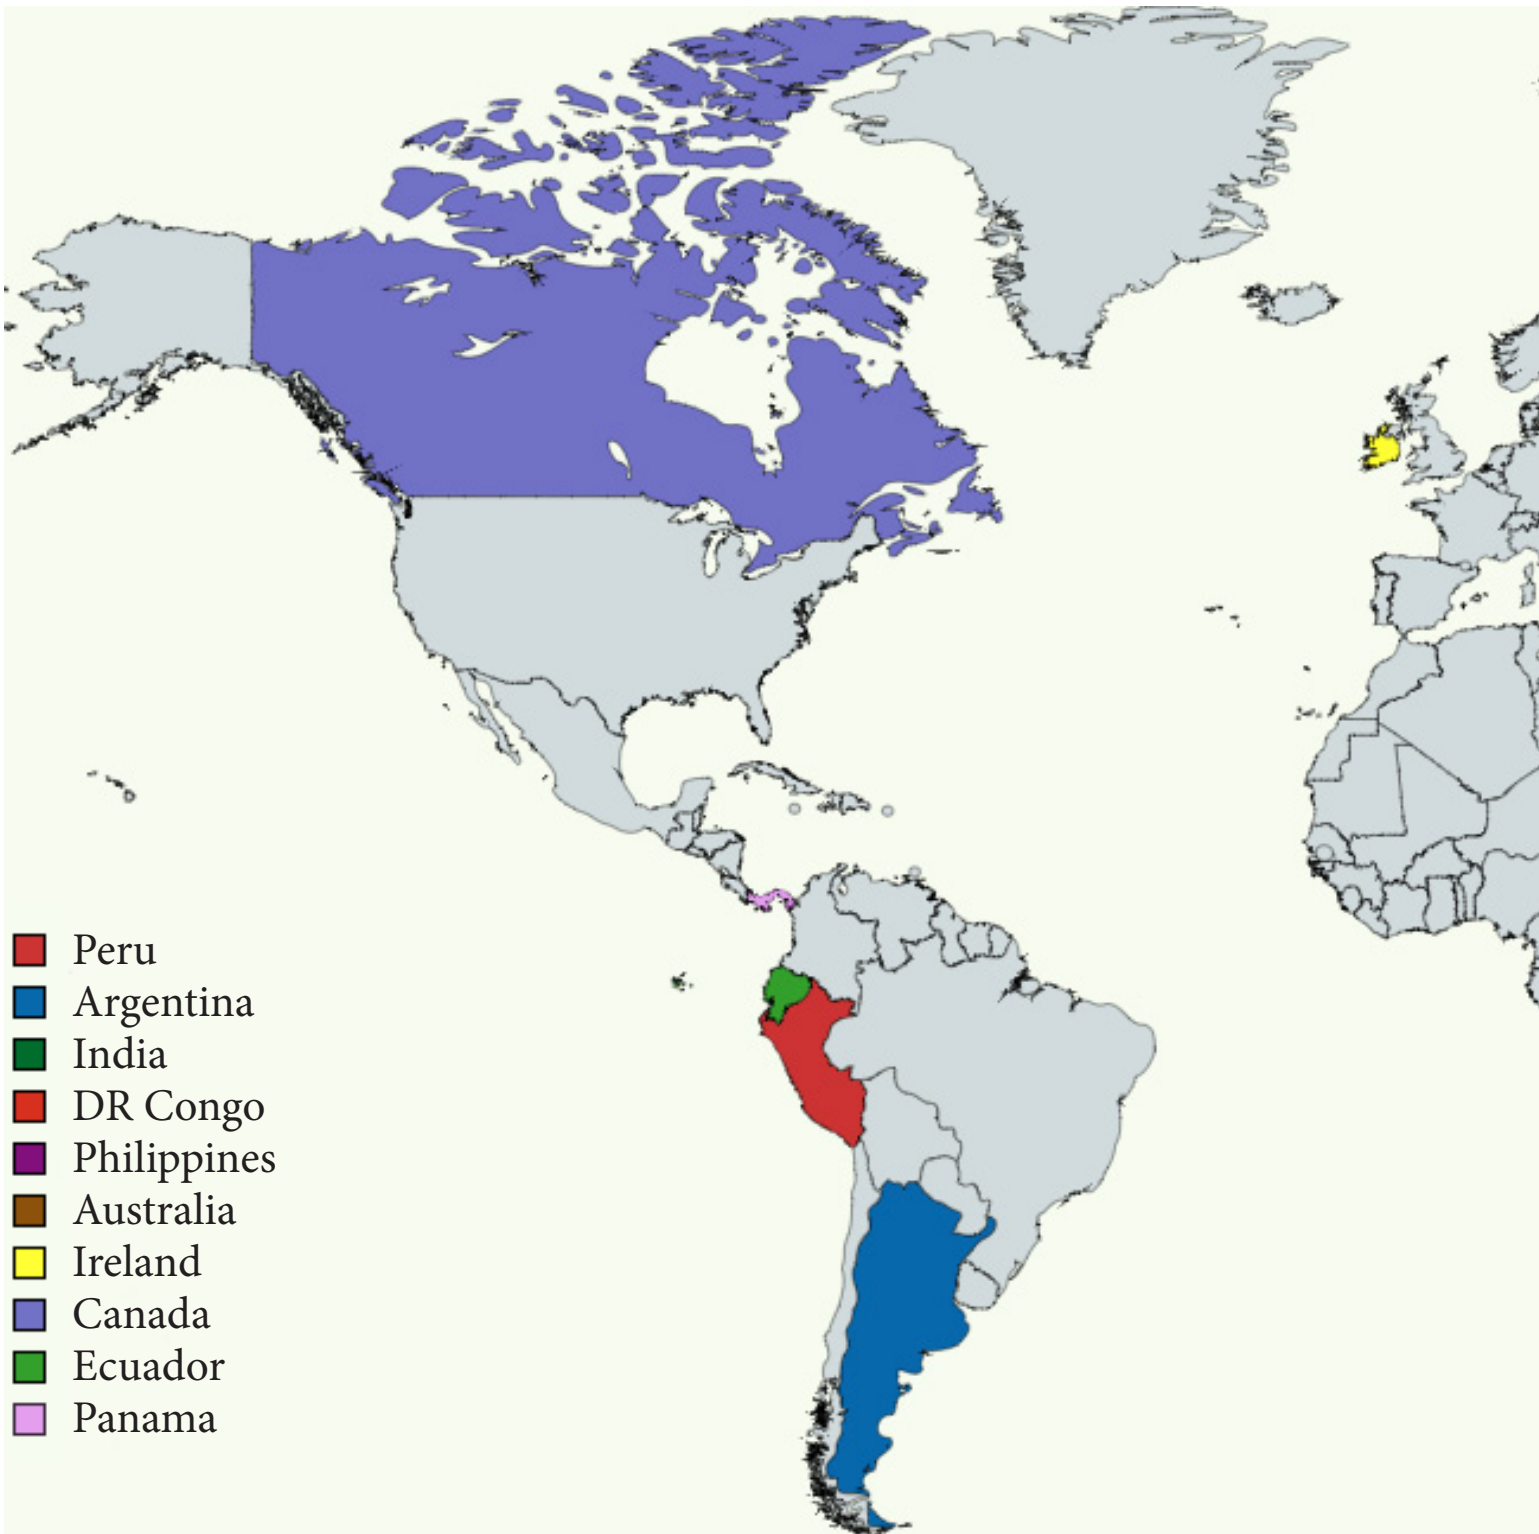 Peru
Argentina
India
DR Congo
Philippines
Australia
Ireland
Canada
Ecuador
Panama